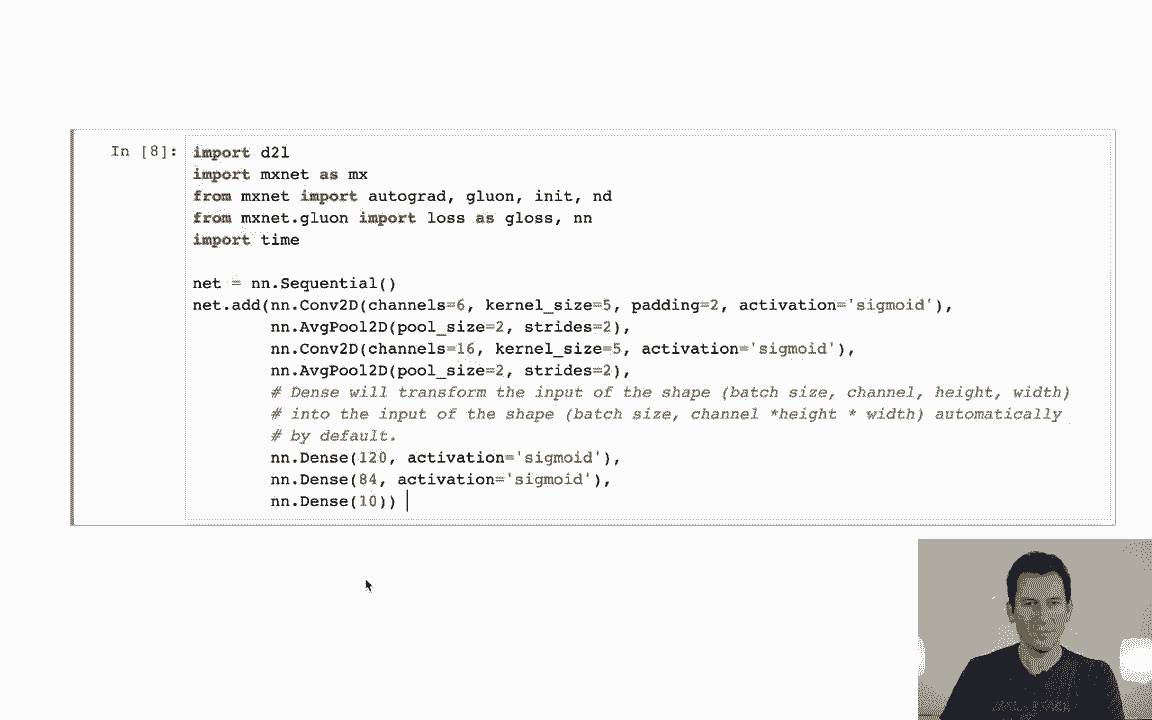 In [8]:
import d2l
import mxnet as mx
from mxnet import autograd, gluon, init, nd
from mxnet.gluon import loss as gloss, nn
import time
net = nn.Sequential()
net.add(nn.Conv2D(channels=6, kernel_size=5, padding=2, activation='sigmoid'),
nn.AvgPool2D(pool_size=2, strides=2),
nn.Conv2D(channels=16, kernel_size=5, activation='sigmoid'),
nn.AvgPool2D(pool_size=2, strides=2),
# Dense will transform the input of the shape (batch size, channel, height, width)
# into the input of the shape (batch size, channel *height * width) automatically
# by default.
nn.Dense(120, activation='sigmoid'),
nn.Dense(84, activation='sigmoid'),
nn.Dense(10))